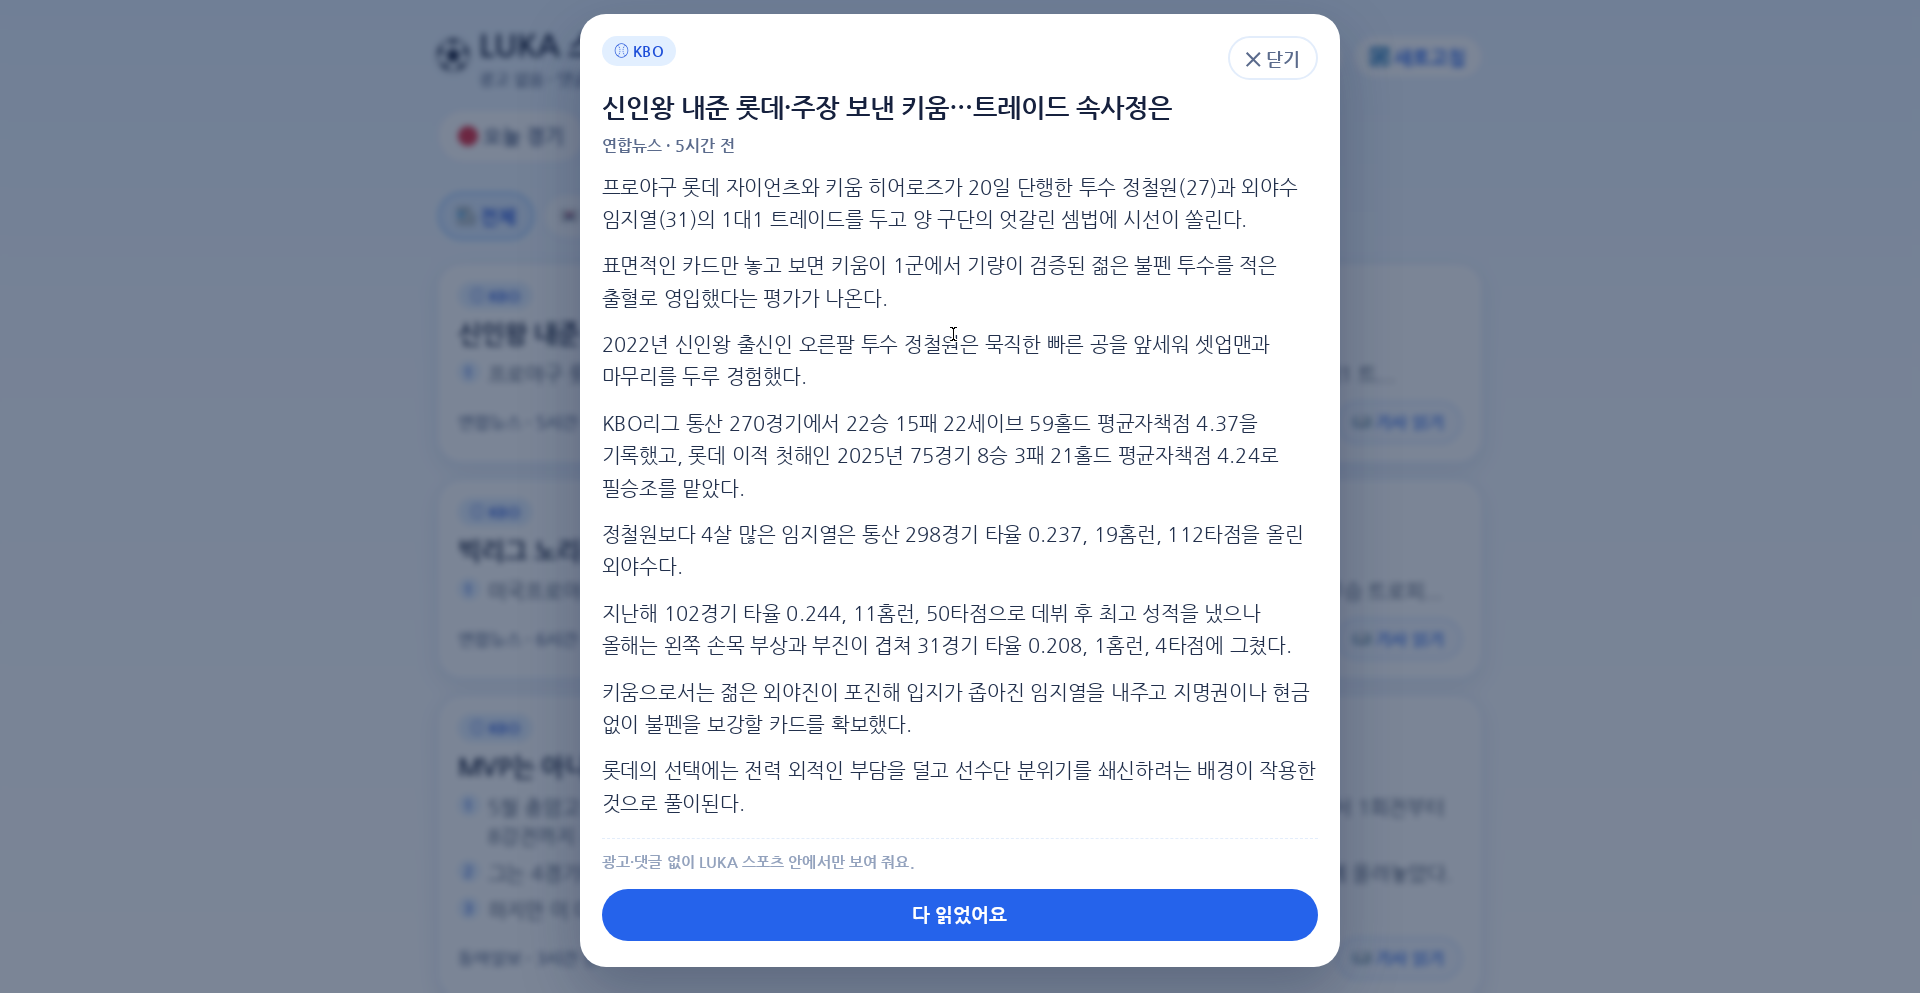 LUKA 스
새로고침
오늘 경기
전체
KBO
닫기
신인왕 내준 롯데·주장 보낸 키움…트레이드 속사정은
연합뉴스 · 5시간 전
프로야구 롯데 자이언츠와 키움 히어로즈가 20일 단행한 투수 정철원(27)과 외야수
임지열(31)의 1대1 트레이드를 두고 양 구단의 엇갈린 셈법에 시선이 쏠린다.
표면적인 카드만 놓고 보면 키움이 1군에서 기량이 검증된 젊은 불펜 투수를 적은
출혈로 영입했다는 평가가 나온다.
2022년 신인왕 출신인 오른팔 투수 정철원은 묵직한 빠른 공을 앞세워 셋업맨과
마무리를 두루 경험했다.
KBO리그 통산 270경기에서 22승 15패 22세이브 59홀드 평균자책점 4.37을
기록했고, 롯데 이적 첫해인 2025년 75경기 8승 3패 21홀드 평균자책점 4.24로
필승조를 맡았다.
정철원보다 4살 많은 임지열은 통산 298경기 타율 0.237, 19홈런, 112타점을 올린
외야수다.
지난해 102경기 타율 0.244, 11홈런, 50타점으로 데뷔 후 최고 성적을 냈으나
올해는 왼쪽 손목 부상과 부진이 겹쳐 31경기 타율 0.208, 1홈런, 4타점에 그쳤다.
키움으로서는 젊은 외야진이 포진해 입지가 좁아진 임지열을 내주고 지명권이나 현금
없이 불펜을 보강할 카드를 확보했다.
롯데의 선택에는 전력 외적인 부담을 덜고 선수단 분위기를 쇄신하려는 배경이 작용한
것으로 풀이된다.
광고·댓글 없이 LUKA 스포츠 안에서만 보여 줘요.
다 읽었어요